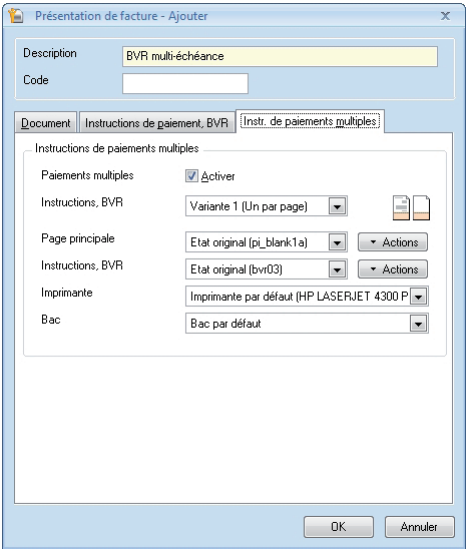 Présentation de facture - Ajouter
Description BVR multi-échéance
Code
Document Instructions de paiement, BVR Instr. de paiements multiples
Instructions de paiements multiples
Paiements multiples Activer
Instructions, BVR Variante 1 (Un par page)
Page principale Etat original (pi_blank1a) Actions
Instructions, BVR Etat original (bvr03) Actions
Imprimante Imprimante par défaut (HP LASERJET 4300 P
Bac Bac par défaut
OK Annuler